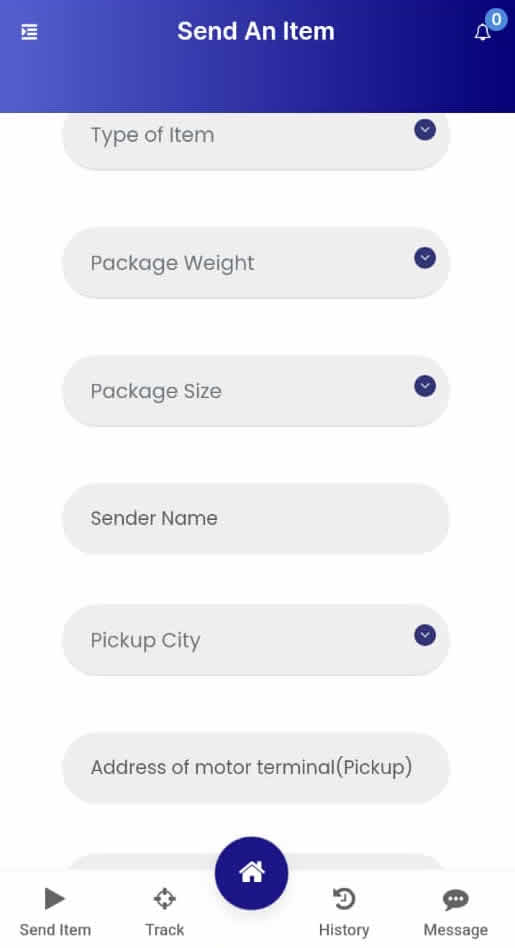 Send An Item
0
Type of Item
Package Weight
Package Size
Sender Name
Pickup City
Address of motor terminal(Pickup)
Send Item
Track
History
Message